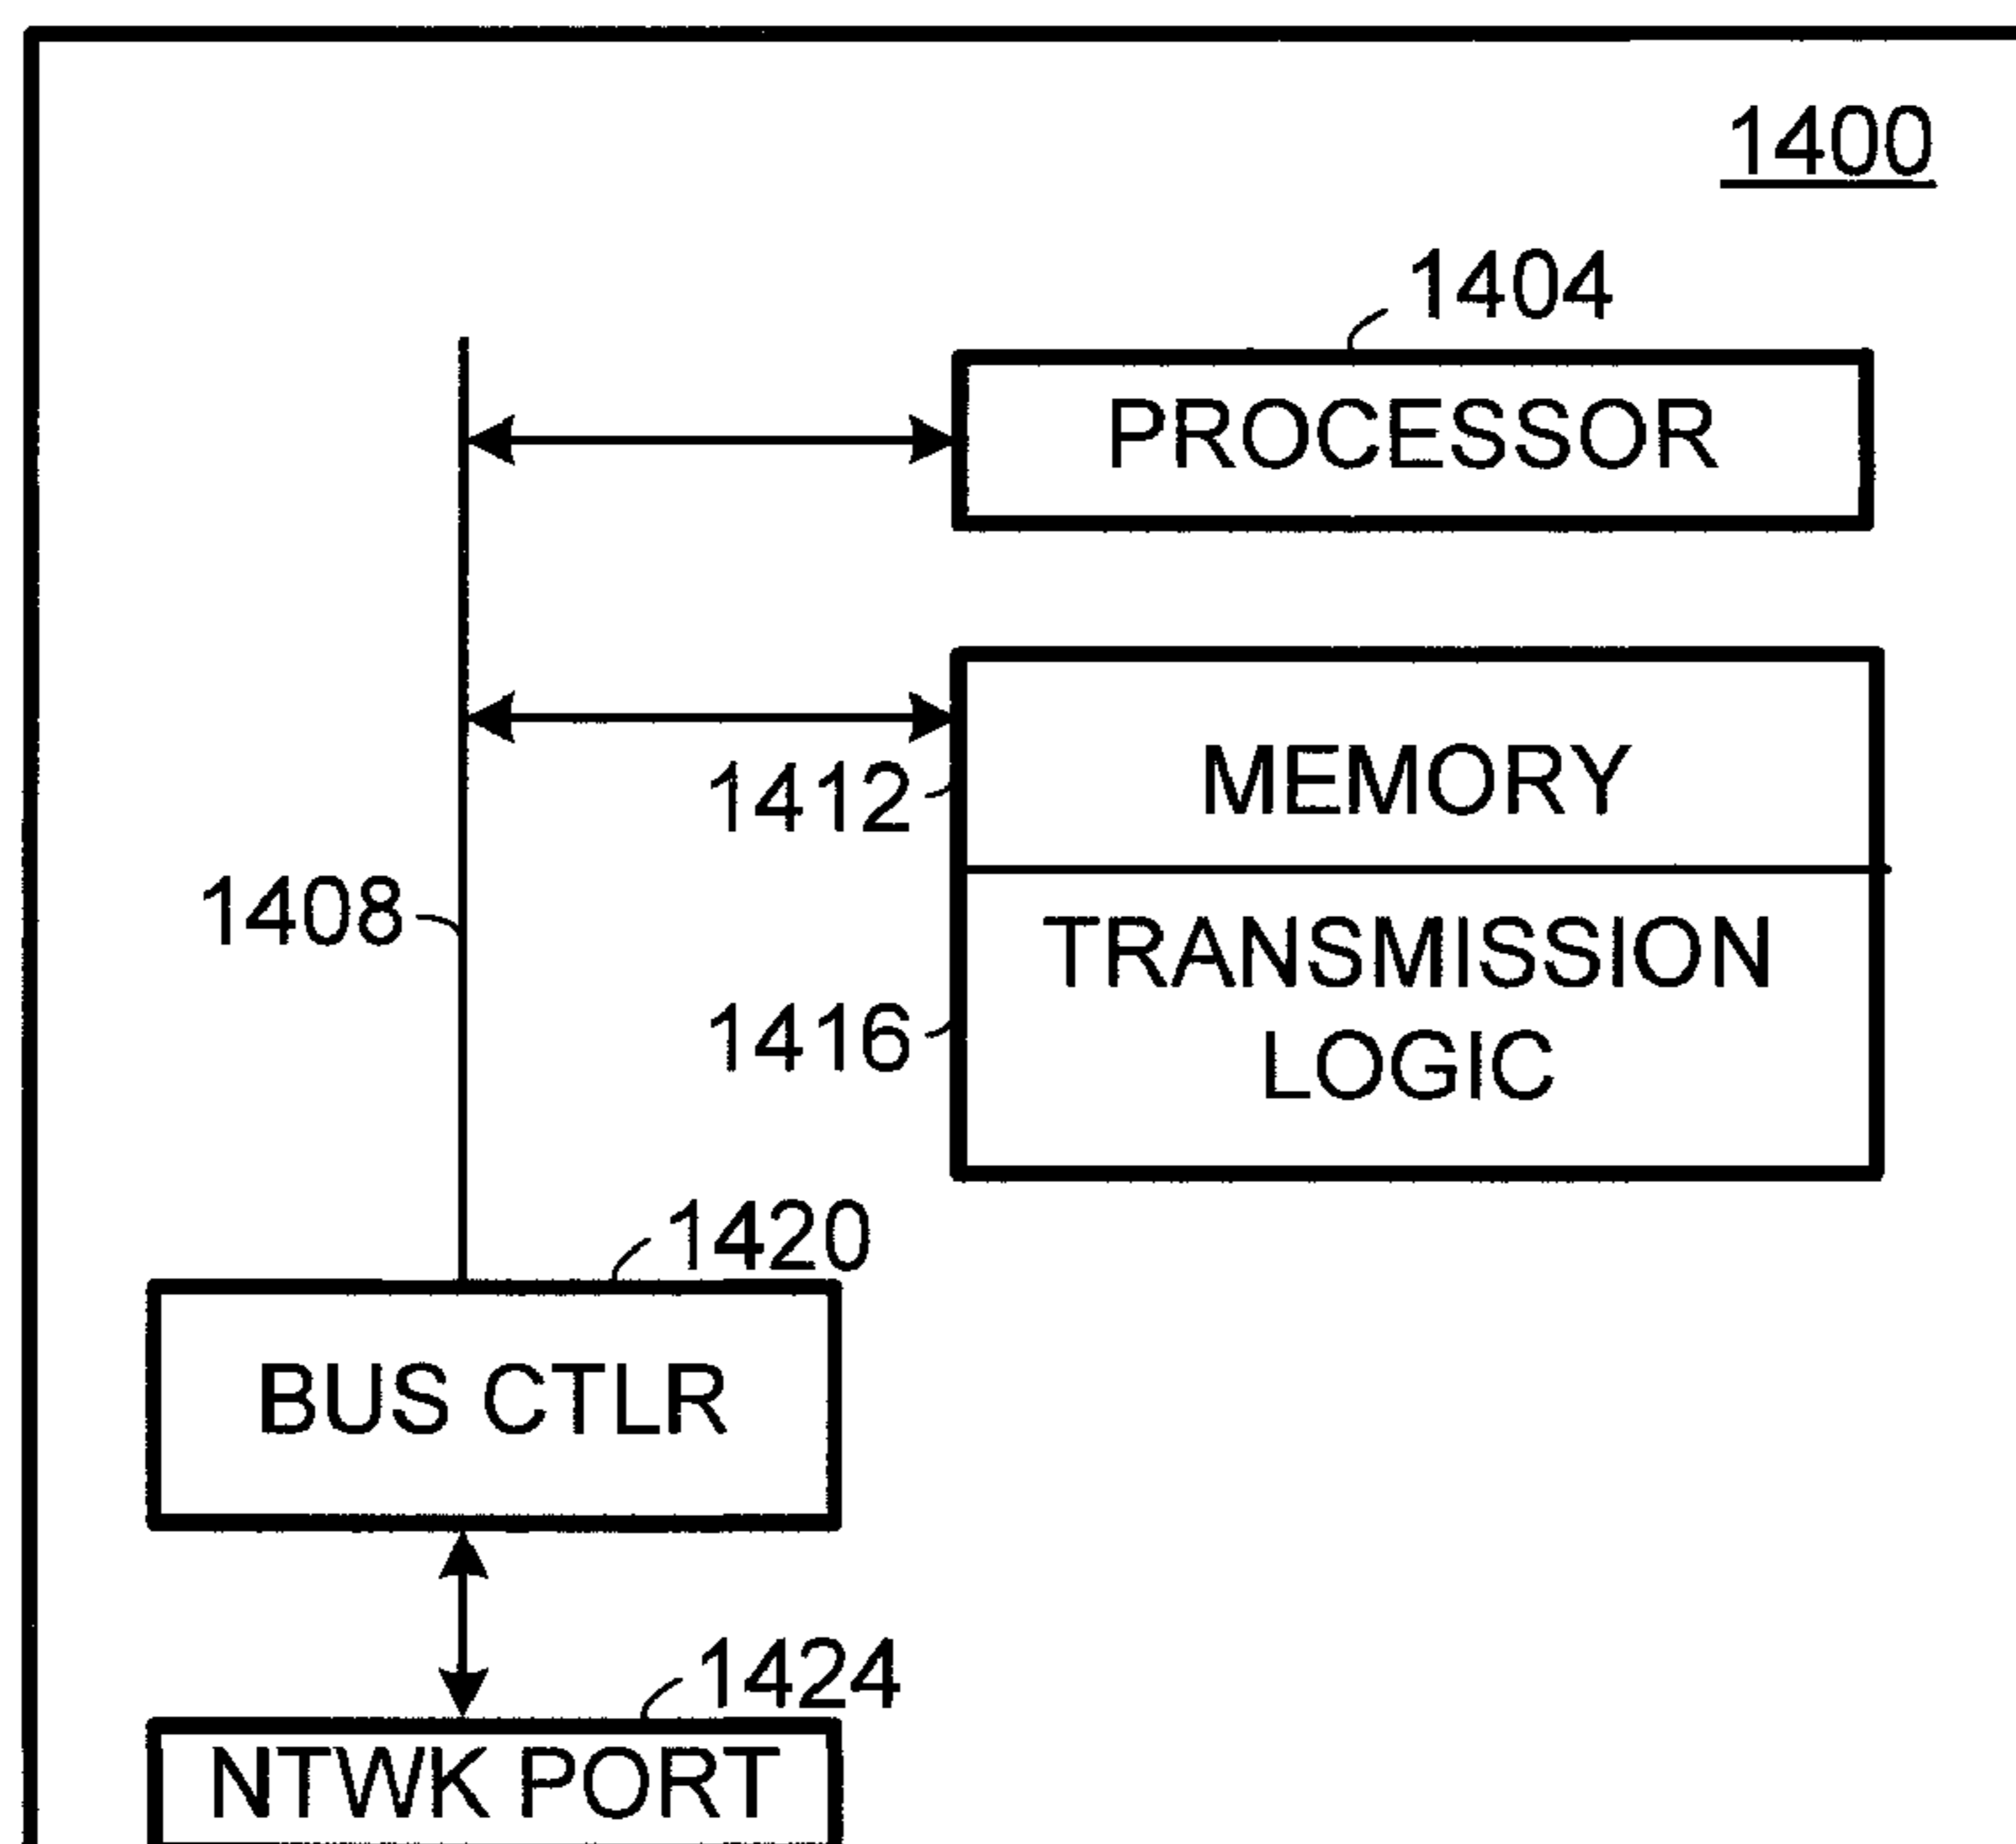 1400
1404
PROCESSOR
MEMORY
1412
1408
TRANSMISSION
1416
LOGIC
1420
BUS CTLR
1424
NTWK PORT